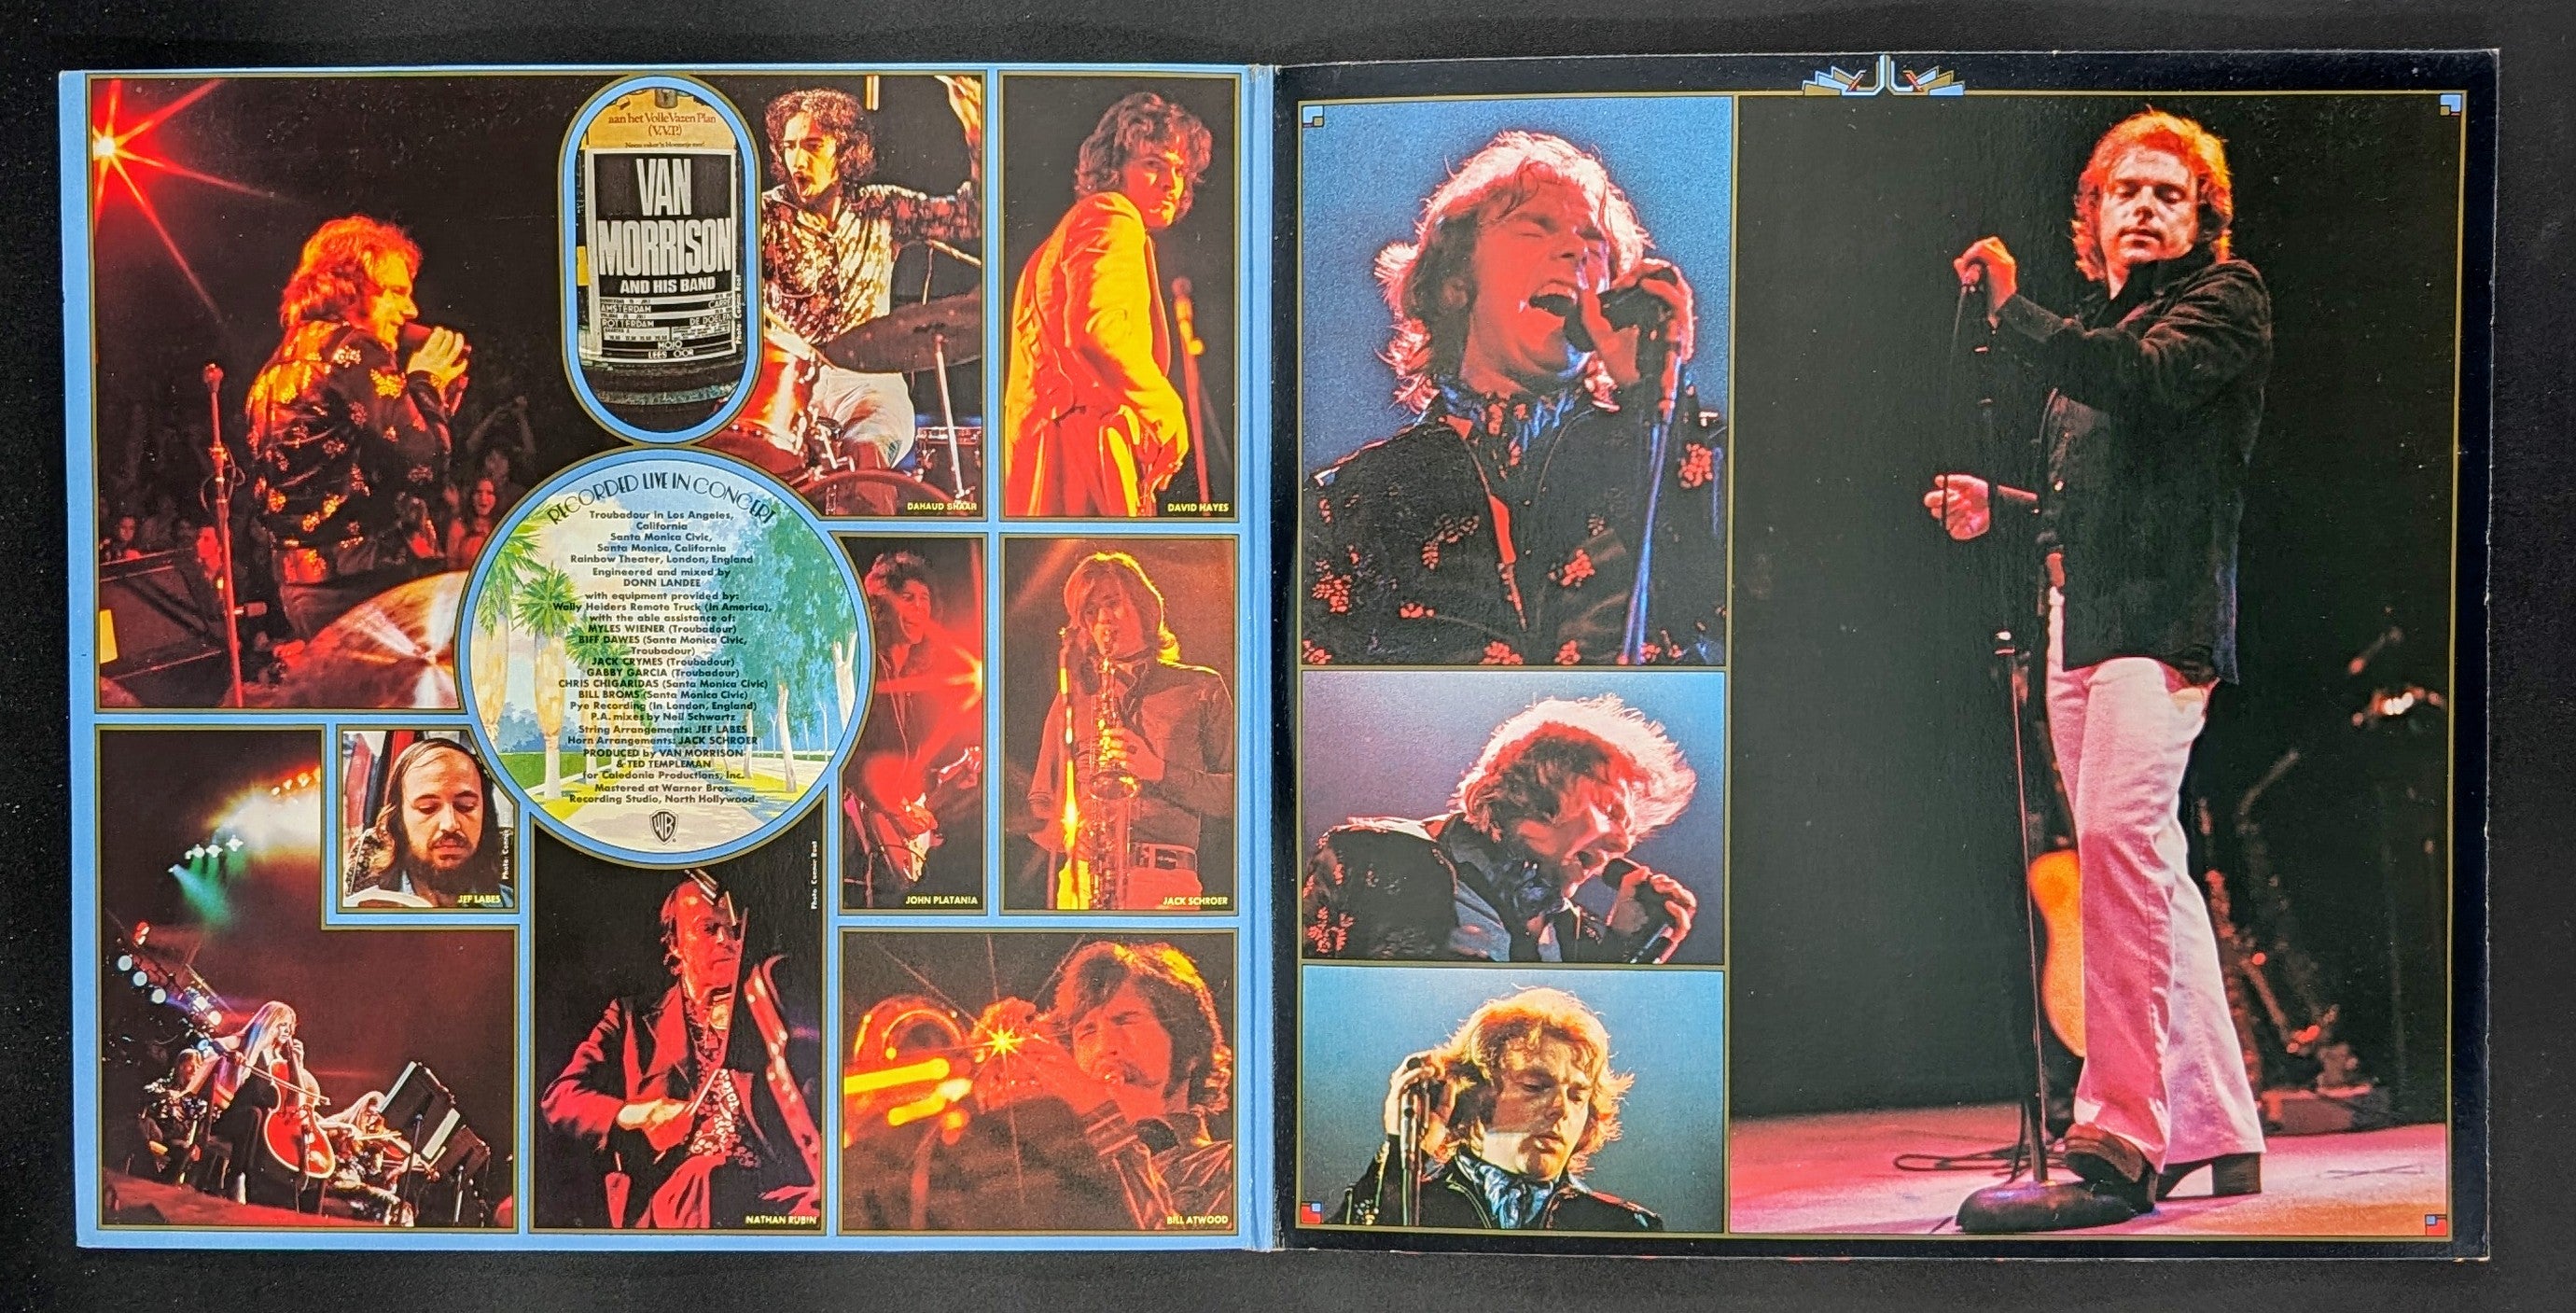 aan het Volle Vazen Plan
(V.V.P.)
VAN
MORRISON
AND HIS BAND
AMSTERDAM
ROTTERDAM DE DOELEN
MOJO
LEES OOR
DAHAUD SHAAR
DAVID HAYES
RECORDED LIVE IN CONCERT
Troubadour in Los Angeles,
California
Santa Monica Civic,
Santa Monica, California
Rainbow Theater, London, England
Engineered and mixed by
DONN LANDEE
with equipment provided by:
Wally Heiders Remote Truck (In America),
with the able assistance of:
MYLES WIENER (Troubadour)
BIFF DAWES (Santa Monica Civic,
Troubadour)
JACK CRYMES (Troubadour)
GABBY GARCIA (Troubadour)
CHRIS CHIGARIDAS (Santa Monica Civic)
BILL BROMS (Santa Monica Civic)
Pye Recording (In London, England)
P.A. mixes by Neil Schwartz
String Arrangements: JEF LABES
Horn Arrangements: JACK SCHROER
PRODUCED by VAN MORRISON
& TED TEMPLEMAN
for Caledonia Productions, Inc.
Mastered at Warner Bros.
Recording Studio, North Hollywood.
WB
JEF LABES
JOHN PLATANIA
JACK SCHROER
NATHAN RUBIN
BILL ATWOOD